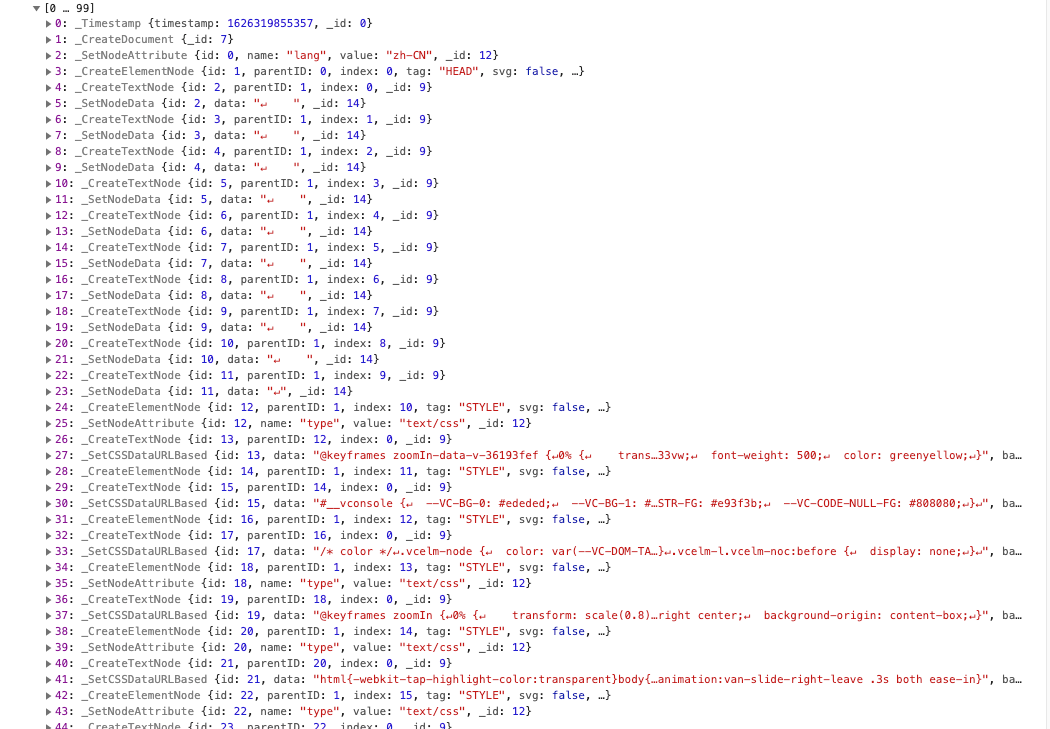 ▼[0 … 99]
▶0: _Timestamp {timestamp: 1626319855357, _id: 0}
▶1: _CreateDocument {_id: 7}
▶2: _SetNodeAttribute {id: 0, name: "lang", value: "zh-CN", _id: 12}
▶3: _CreateElementNode {id: 1, parentID: 0, index: 0, tag: "HEAD", svg: false, …}
▶4: _CreateTextNode {id: 2, parentID: 1, index: 0, _id: 9}
▶5: _SetNodeData {id: 2, data: "↵    ", _id: 14}
▶6: _CreateTextNode {id: 3, parentID: 1, index: 1, _id: 9}
▶7: _SetNodeData {id: 3, data: "↵    ", _id: 14}
▶8: _CreateTextNode {id: 4, parentID: 1, index: 2, _id: 9}
▶9: _SetNodeData {id: 4, data: "↵    ", _id: 14}
▶10: _CreateTextNode {id: 5, parentID: 1, index: 3, _id: 9}
▶11: _SetNodeData {id: 5, data: "↵    ", _id: 14}
▶12: _CreateTextNode {id: 6, parentID: 1, index: 4, _id: 9}
▶13: _SetNodeData {id: 6, data: "↵    ", _id: 14}
▶14: _CreateTextNode {id: 7, parentID: 1, index: 5, _id: 9}
▶15: _SetNodeData {id: 7, data: "↵    ", _id: 14}
▶16: _CreateTextNode {id: 8, parentID: 1, index: 6, _id: 9}
▶17: _SetNodeData {id: 8, data: "↵    ", _id: 14}
▶18: _CreateTextNode {id: 9, parentID: 1, index: 7, _id: 9}
▶19: _SetNodeData {id: 9, data: "↵    ", _id: 14}
▶20: _CreateTextNode {id: 10, parentID: 1, index: 8, _id: 9}
▶21: _SetNodeData {id: 10, data: "↵    ", _id: 14}
▶22: _CreateTextNode {id: 11, parentID: 1, index: 9, _id: 9}
▶23: _SetNodeData {id: 11, data: "↵", _id: 14}
▶24: _CreateElementNode {id: 12, parentID: 1, index: 10, tag: "STYLE", svg: false, …}
▶25: _SetNodeAttribute {id: 12, name: "type", value: "text/css", _id: 12}
▶26: _CreateTextNode {id: 13, parentID: 12, index: 0, _id: 9}
▶27: _SetCSSDataURLBased {id: 13, data: "@keyframes zoomIn-data-v-36193fef {↵0% {↵    trans…33vw;↵  font-weight: 500;↵  color: greenyellow;↵}", ba…
▶28: _CreateElementNode {id: 14, parentID: 1, index: 11, tag: "STYLE", svg: false, …}
▶29: _CreateTextNode {id: 15, parentID: 14, index: 0, _id: 9}
▶30: _SetCSSDataURLBased {id: 15, data: "#__vconsole {↵  --VC-BG-0: #ededed;↵  --VC-BG-1: #…STR-FG: #e93f3b;↵  --VC-CODE-NULL-FG: #808080;↵}↵", ba…
▶31: _CreateElementNode {id: 16, parentID: 1, index: 12, tag: "STYLE", svg: false, …}
▶32: _CreateTextNode {id: 17, parentID: 16, index: 0, _id: 9}
▶33: _SetCSSDataURLBased {id: 17, data: "/* color */↵.vcelm-node {↵  color: var(--VC-DOM-TA…}↵.vcelm-l.vcelm-noc:before {↵  display: none;↵}↵", ba…
▶34: _CreateElementNode {id: 18, parentID: 1, index: 13, tag: "STYLE", svg: false, …}
▶35: _SetNodeAttribute {id: 18, name: "type", value: "text/css", _id: 12}
▶36: _CreateTextNode {id: 19, parentID: 18, index: 0, _id: 9}
▶37: _SetCSSDataURLBased {id: 19, data: "@keyframes zoomIn {↵0% {↵    transform: scale(0.8)…right center;↵  background-origin: content-box;↵}", ba…
▶38: _CreateElementNode {id: 20, parentID: 1, index: 14, tag: "STYLE", svg: false, …}
▶39: _SetNodeAttribute {id: 20, name: "type", value: "text/css", _id: 12}
▶40: _CreateTextNode {id: 21, parentID: 20, index: 0, _id: 9}
▶41: _SetCSSDataURLBased {id: 21, data: "html{-webkit-tap-highlight-color:transparent}body{…animation:van-slide-right-leave .3s both ease-in}", ba…
▶42: _CreateElementNode {id: 22, parentID: 1, index: 15, tag: "STYLE", svg: false, …}
▶43: _SetNodeAttribute {id: 22, name: "type", value: "text/css", _id: 12}
▶44: _CreateTextNode {id: 23, parentID: 22, index: 0, _id: 9}